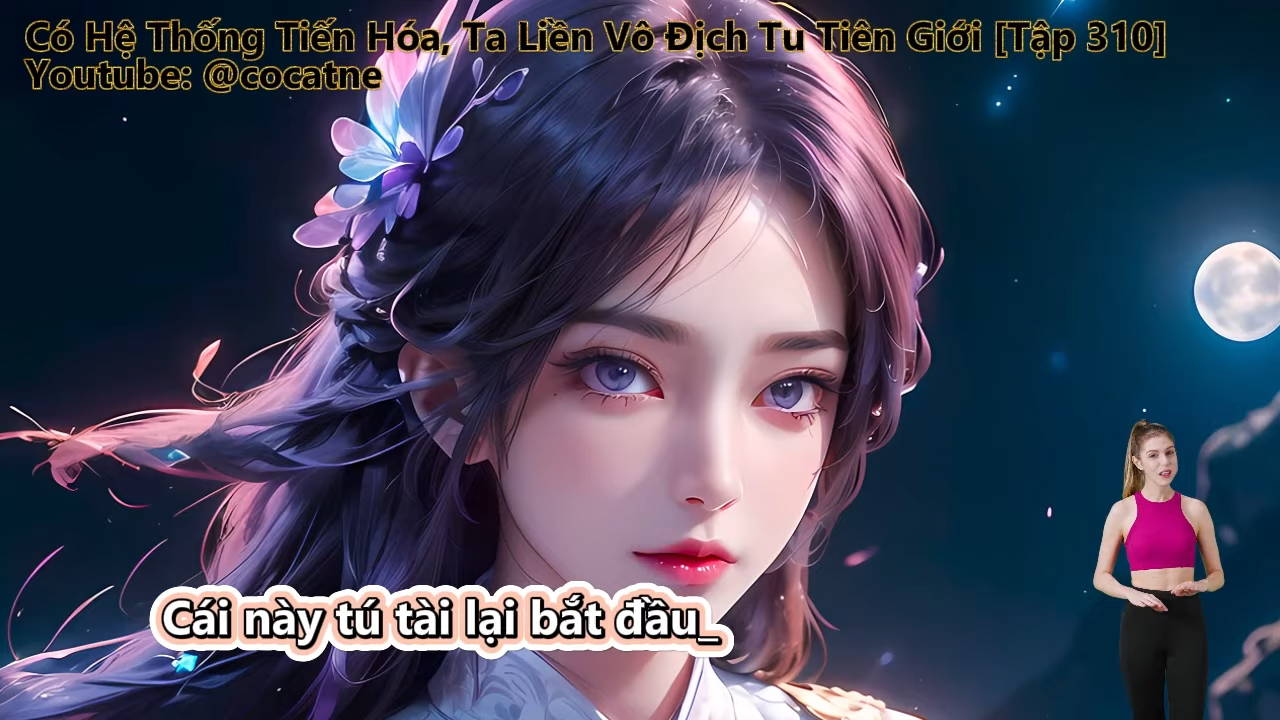 Có Hệ Thống Tiến Hóa, Ta Liền Vô Địch Tu Tiên Giới [Tập 310]
Youtube: @cocatne
Cái này tú tài lại bắt đầu_